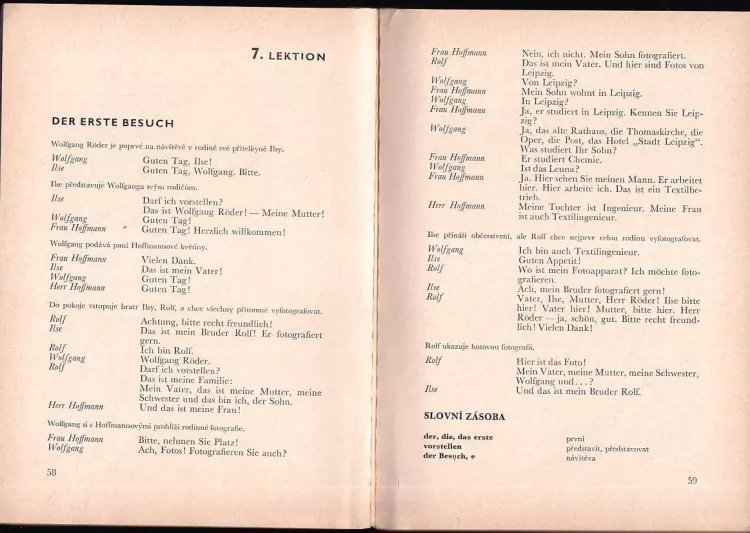 7. LEKTION
DER ERSTE BESUCH
Wolfgang Röder je poprvé na návštěvě v rodině své přítelkyně Ilsy.
Wolfgang Guten Tag, Ilse!
Ilse Guten Tag, Wolfgang. Bitte.
Ilse představuje Wolfganga svým rodičům.
Ilse Darf ich vorstellen?
Das ist Wolfgang Röder! — Meine Mutter!
Wolfgang Guten Tag!
Frau Hoffmann Guten Tag! Herzlich willkommen!
Wolfgang podává paní Hoffmannové květiny.
Frau Hoffmann Vielen Dank.
Ilse Das ist mein Vater!
Wolfgang Guten Tag!
Herr Hoffmann Guten Tag!
Do pokoje vstupuje bratr Ilsy, Rolf, a chce všechny přítomné vyfotografovat.
Rolf Achtung, bitte recht freundlich!
Ilse Das ist mein Bruder Rolf! Er fotografiert
gern.
Rolf Ich bin Rolf.
Wolfgang Wolfgang Röder.
Rolf Darf ich vorstellen?
Das ist meine Familie:
Mein Vater, das ist meine Mutter, meine
Schwester und das bin ich, der Sohn.
Herr Hoffmann Und das ist meine Frau!
Wolfgang si s Hoffmannovými prohlíží rodinné fotografie.
Frau Hoffmann Bitte, nehmen Sie Platz!
Wolfgang Ach, Fotos! Fotografieren Sie auch?
58
Frau Hoffmann Nein, ich nicht. Mein Sohn fotografiert.
Rolf Das ist mein Vater. Und hier sind Fotos von
Leipzig.
Wolfgang Von Leipzig?
Frau Hoffmann Mein Sohn wohnt in Leipzig.
Wolfgang In Leipzig?
Frau Hoffmann Ja, er studiert in Leipzig. Kennen Sie Leip-
zig?
Wolfgang Ja, das alte Rathaus, die Thomaskirche, die
Oper, die Post, das Hotel „Stadt Leipzig".
Was studiert Ihr Sohn?
Frau Hoffmann Er studiert Chemie.
Wolfgang Ist das Leuna?
Frau Hoffmann Ja. Hier sehen Sie meinen Mann. Er arbeitet
hier. Hier arbeite ich. Das ist ein Textilbe-
trieb.
Herr Hoffmann Meine Tochter ist Ingenieur. Meine Frau
ist auch Textilingenieur.
Ilse přináší občerstvení, ale Rolf chce nejprve celou rodinu vyfotografovat.
Wolfgang Ich bin auch Textilingenieur.
Ilse Guten Appetit!
Rolf Wo ist mein Fotoapparat? Ich möchte foto-
grafieren.
Ilse Ach, mein Bruder fotografiert gern!
Rolf Vater, Ilse, Mutter, Herr Röder! Ilse bitte
hier! Vater hier! Mutter, bitte hier. Herr
Röder — ja, schön, gut. Bitte recht freund-
lich! Vielen Dank!
Rolf ukazuje hotovou fotografii.
Rolf Hier ist das Foto!
Mein Vater, meine Mutter, meine Schwester,
Wolfgang und...?
Ilse Und das ist mein Bruder Rolf.
SLOVNÍ ZÁSOBA
der, die, das erste první
vorstellen představit, představovat
der Besuch, e návštěva
59